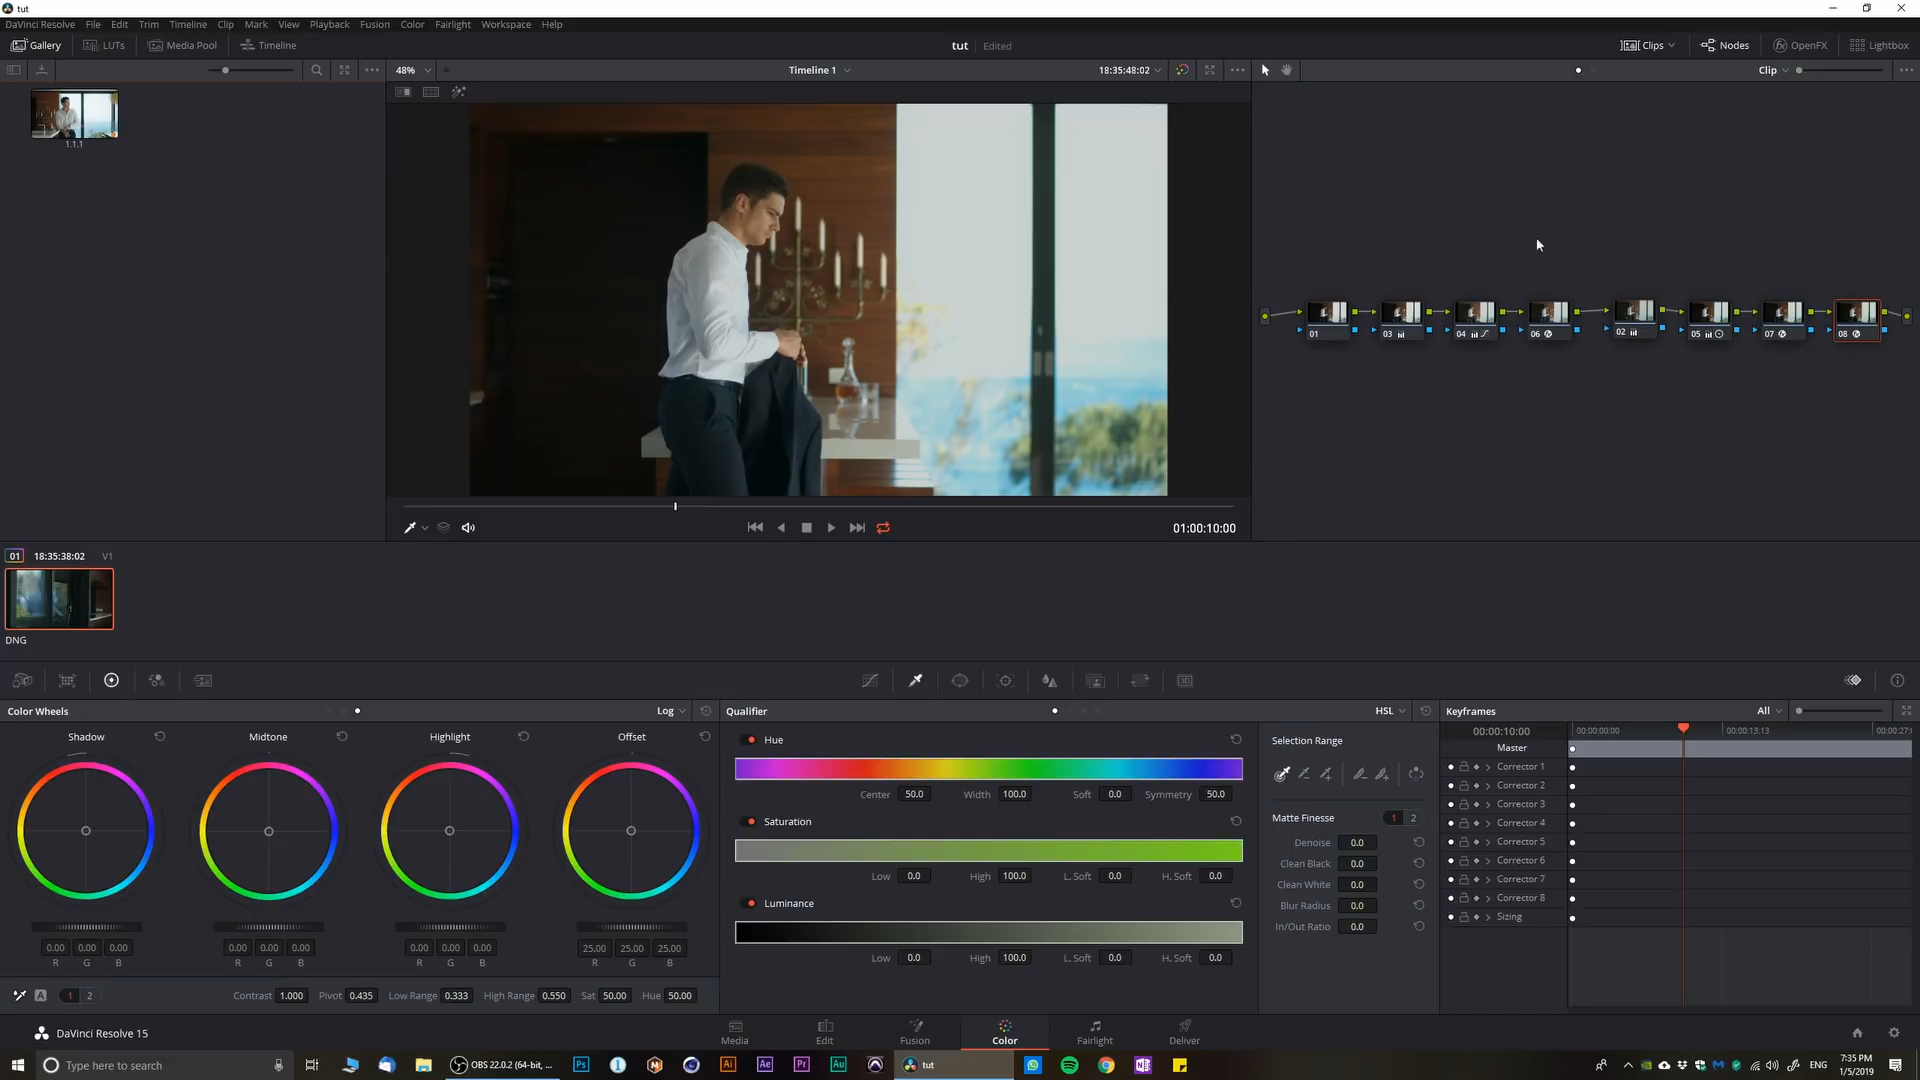 tut
DaVinci Resolve File Edit Trim Timeline Clip Mark View Playback Fusion Color Fairlight Workspace Help
Gallery LUTs Media Pool Timeline tut Edited Clips Nodes OpenFX Lightbox
48% Timeline 1 18:35:48:02 Clip
1.1.1
01 03 04 06 02 05 07 08
01:00:10:00
01 18:35:38:02 V1
DNG
Color Wheels Log Qualifier HSL Keyframes All
Shadow Midtone Highlight Offset Hue Selection Range 00:00:10:00 00:00:00:00 00:00:13:13 00:00:27:
Master
Center 50.0 Width 100.0 Soft 0.0 Symmetry 50.0
Corrector 1
Corrector 2
Corrector 3
Corrector 4
Corrector 5
Corrector 6
Corrector 7
Corrector 8
Sizing
Saturation
Low 0.0 High 100.0 L. Soft 0.0 H. Soft 0.0
Luminance
Low 0.0 High 100.0 L. Soft 0.0 H. Soft 0.0
Matte Finesse 1 2
Denoise 0.0
Clean Black 0.0
Clean White 0.0
Blur Radius 0.0
In/Out Ratio 0.0
0.00 0.00 0.00 0.00 0.00 0.00 0.00 0.00 0.00 25.00 25.00 25.00
R G B R G B R G B R G B
A 1 2 Contrast 1.000 Pivot 0.435 Low Range 0.333 High Range 0.550 Sat 50.00 Hue 50.00
DaVinci Resolve 15 Media Edit Fusion Color Fairlight Deliver
Type here to search OBS 22.0.2 (64-bit, ... Ps Ai Ae Pr Au tut ENG 7:35 PM
1/5/2019